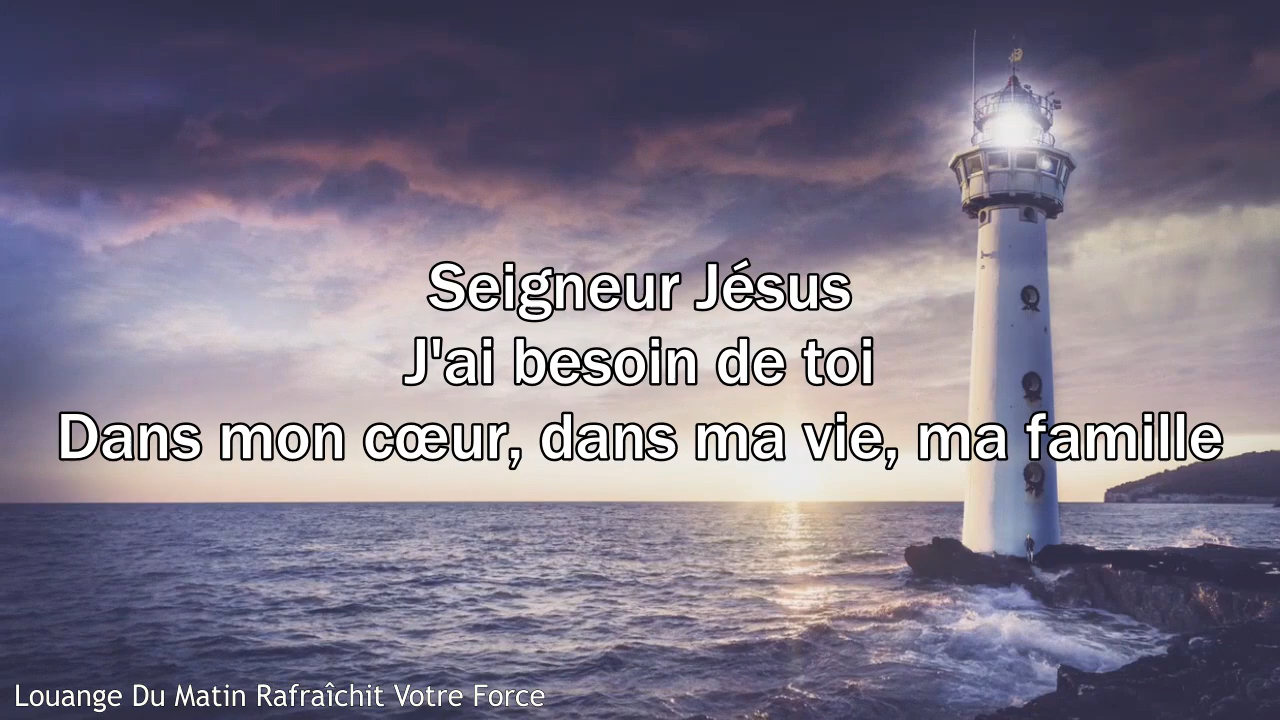 Seigneur Jésus
J'ai besoin de toi
Dans mon cœur, dans ma vie, ma famille
Louange Du Matin Rafraîchit Votre Force